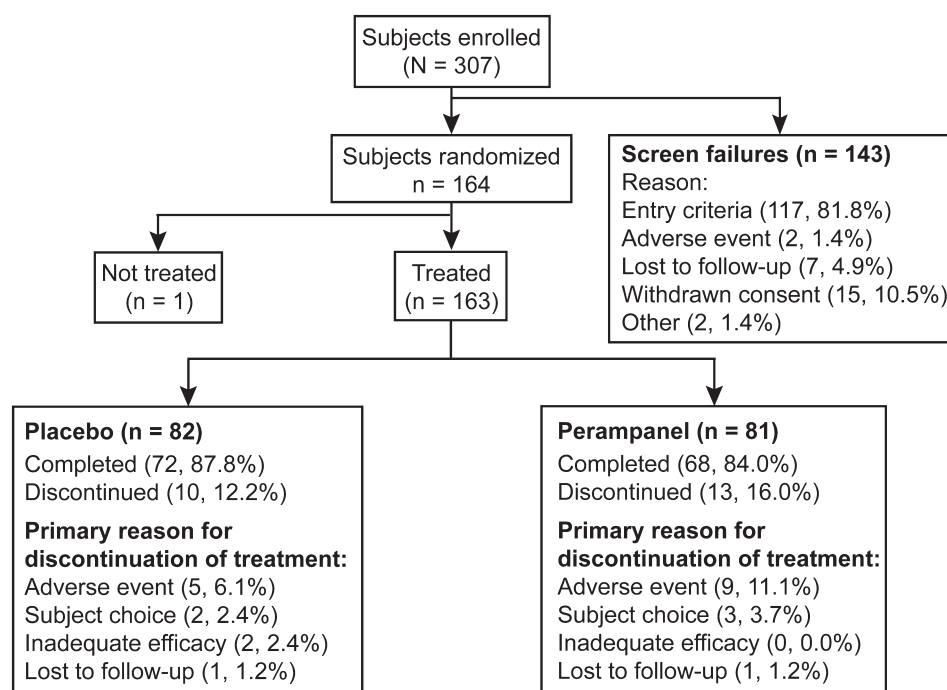 Subjects enrolled
(N = 307)
Subjects randomized
n = 164
Screen failures (n = 143)
Reason:
Entry criteria (117, 81.8%)
Adverse event (2, 1.4%)
Lost to follow-up (7, 4.9%)
Withdrawn consent (15, 10.5%)
Other (2, 1.4%)
Not treated
(n = 1)
Treated
(n = 163)
Placebo (n = 82)
Completed (72, 87.8%)
Discontinued (10, 12.2%)
Primary reason for
discontinuation of treatment:
Adverse event (5, 6.1%)
Subject choice (2, 2.4%)
Inadequate efficacy (2, 2.4%)
Lost to follow-up (1, 1.2%)
Perampanel (n = 81)
Completed (68, 84.0%)
Discontinued (13, 16.0%)
Primary reason for
discontinuation of treatment:
Adverse event (9, 11.1%)
Subject choice (3, 3.7%)
Inadequate efficacy (0, 0.0%)
Lost to follow-up (1, 1.2%)